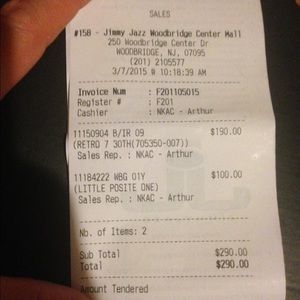 SALES
#158 - Jimmy Jazz Woodbridge Center Mall
250 Woodbridge Center Dr
WOODBRIDGE, NJ, 07095
(201) 2105577
3/7/2015 @ 10:18:39 AM
Invoice Num : F201105015
Register # : F201
Cashier : NKAC - Arthur
11150904 B/IR 09 $190.00
(RETRO 7 30TH(705350-007))
Sales Rep. : NKAC - Arthur
11184222 WBG 01Y $100.00
(LITTLE POSITE ONE)
Sales Rep. : NKAC - Arthur
Nb. of Items: 2
Sub Total $290.00
Total $290.00
Amount Tendered